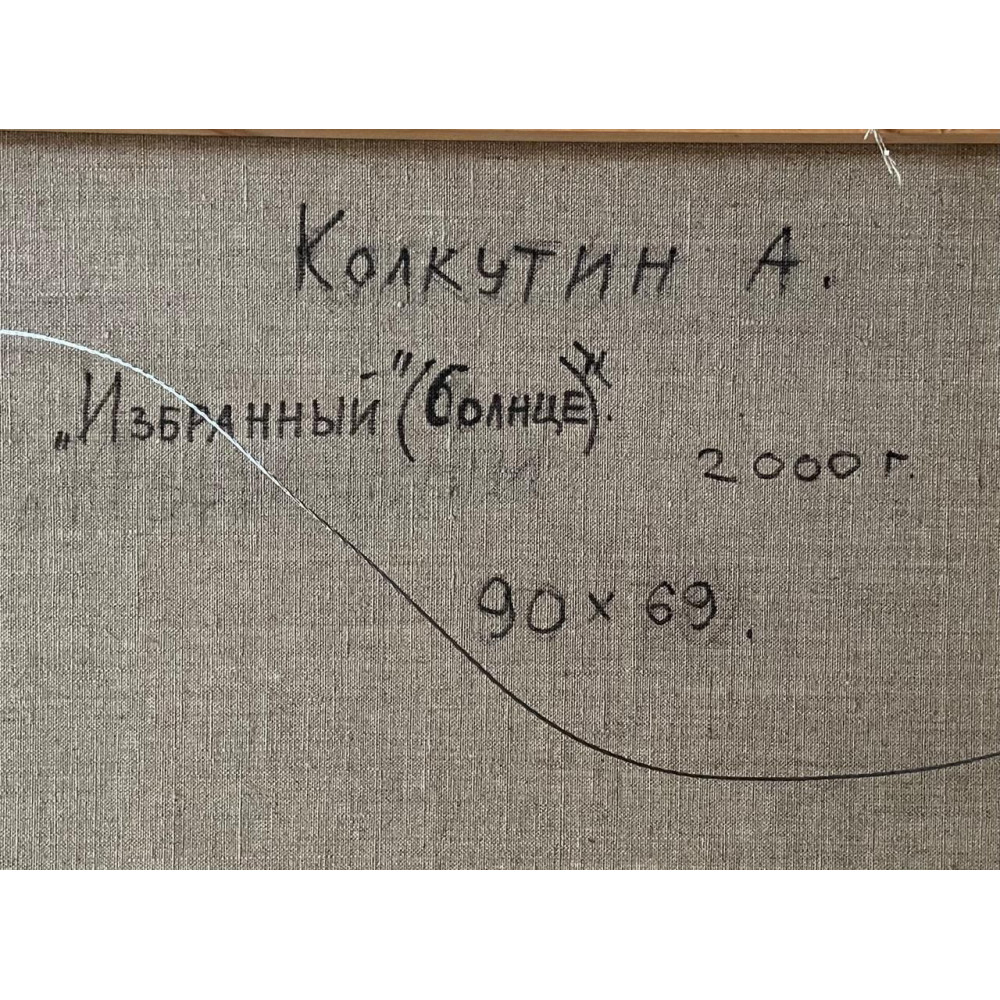 Колкутин А.
„Избранный" (Солнце).
2000 г.
90 x 69.